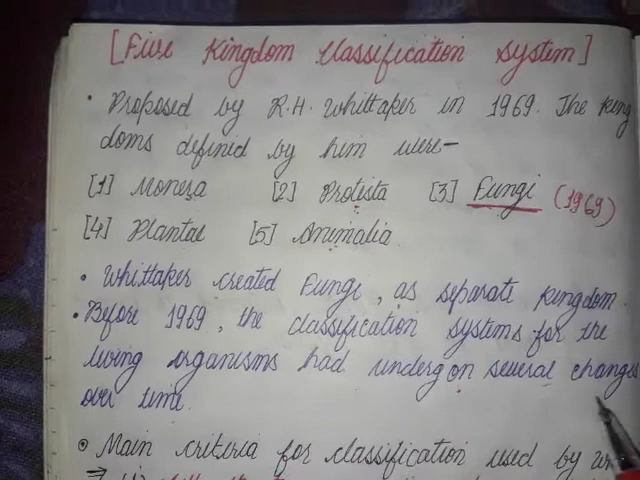 [Five Kingdom Classification System]
• Proposed by R.H. Whittaker in 1969. The king
doms defined by him were-
[1] Monera [2] Protista [3] Fungi (1969)
[4] Plantae [5] Animalia
• Whittaker created Fungi, as separate kingdom.
• Before 1969, the classification systems for the
living organisms had undergon several changes
over time.
⊙ Main criteria for classification used by